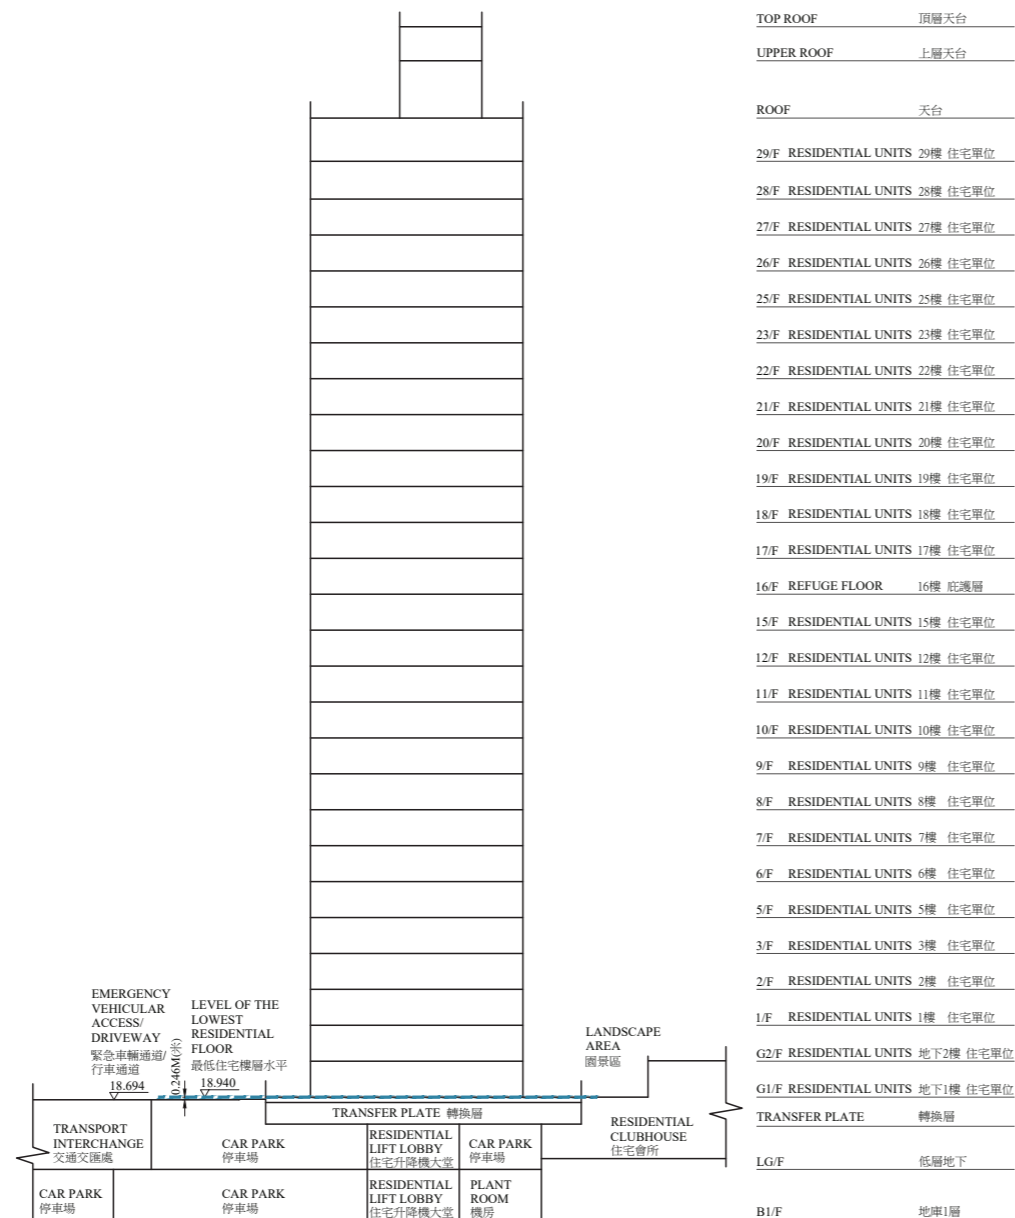 TOP ROOF 頂層天台
UPPER ROOF 上層天台
ROOF 天台
29/F RESIDENTIAL UNITS 29樓 住宅單位
28/F RESIDENTIAL UNITS 28樓 住宅單位
27/F RESIDENTIAL UNITS 27樓 住宅單位
26/F RESIDENTIAL UNITS 26樓 住宅單位
25/F RESIDENTIAL UNITS 25樓 住宅單位
23/F RESIDENTIAL UNITS 23樓 住宅單位
22/F RESIDENTIAL UNITS 22樓 住宅單位
21/F RESIDENTIAL UNITS 21樓 住宅單位
20/F RESIDENTIAL UNITS 20樓 住宅單位
19/F RESIDENTIAL UNITS 19樓 住宅單位
18/F RESIDENTIAL UNITS 18樓 住宅單位
17/F RESIDENTIAL UNITS 17樓 住宅單位
16/F REFUGE FLOOR 16樓 庇護層
15/F RESIDENTIAL UNITS 15樓 住宅單位
12/F RESIDENTIAL UNITS 12樓 住宅單位
11/F RESIDENTIAL UNITS 11樓 住宅單位
10/F RESIDENTIAL UNITS 10樓 住宅單位
9/F RESIDENTIAL UNITS 9樓 住宅單位
8/F RESIDENTIAL UNITS 8樓 住宅單位
7/F RESIDENTIAL UNITS 7樓 住宅單位
6/F RESIDENTIAL UNITS 6樓 住宅單位
5/F RESIDENTIAL UNITS 5樓 住宅單位
3/F RESIDENTIAL UNITS 3樓 住宅單位
2/F RESIDENTIAL UNITS 2樓 住宅單位
1/F RESIDENTIAL UNITS 1樓 住宅單位
G2/F RESIDENTIAL UNITS 地下2樓 住宅單位
G1/F RESIDENTIAL UNITS 地下1樓 住宅單位
TRANSFER PLATE 轉換層
LG/F 低層地下
B1/F 地庫1層
EMERGENCY
VEHICULAR
ACCESS/
DRIVEWAY
緊急車輛通道/
行車通道
18.694
0.246M(米)
LEVEL OF THE
LOWEST
RESIDENTIAL
FLOOR
最低住宅樓層水平
18.940
LANDSCAPE
AREA
園景區
TRANSFER PLATE 轉換層
TRANSPORT
INTERCHANGE
交通交匯處
CAR PARK
停車場
RESIDENTIAL
LIFT LOBBY
住宅升降機大堂
CAR PARK
停車場
RESIDENTIAL
CLUBHOUSE
住宅會所
CAR PARK
停車場
CAR PARK
停車場
RESIDENTIAL
LIFT LOBBY
住宅升降機大堂
PLANT
ROOM
機房